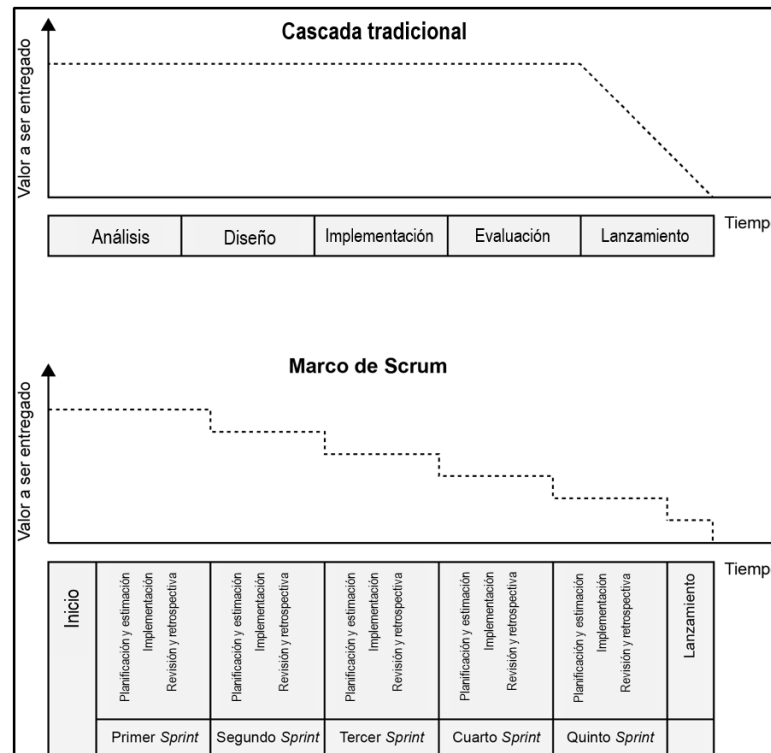 Cascada tradicional
Valor a ser entregado
Tiemp
Análisis
Diseño
Implementación
Evaluación
Lanzamiento
Marco de Scrum
Valor a ser entregado
Tiemp
Inicio
Planificación y estimación
Implementación
Revisión y retrospectiva
Planificación y estimación
Implementación
Revisión y retrospectiva
Planificación y estimación
Implementación
Revisión y retrospectiva
Planificación y estimación
Implementación
Revisión y retrospectiva
Planificación y estimación
Implementación
Revisión y retrospectiva
Lanzamiento
Primer Sprint
Segundo Sprint
Tercer Sprint
Cuarto Sprint
Quinto Sprint